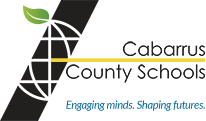 Cabarrus
County Schools
Engaging minds. Shaping futures.